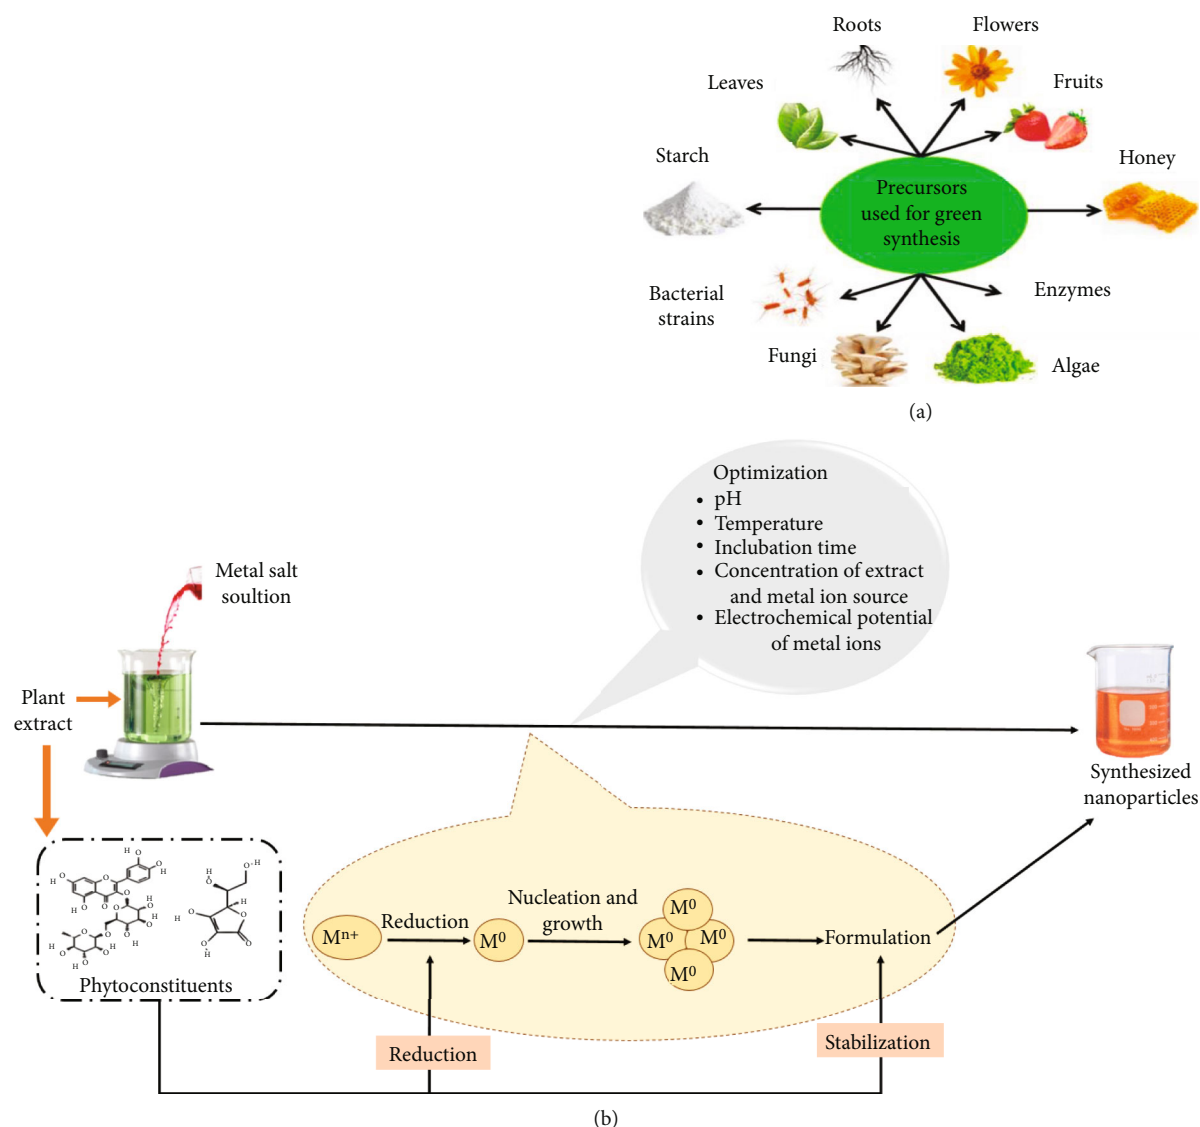 Roots
Flowers
Leaves
Fruits
Starch
Honey
Precursors
used for green
synthesis
Bacterial
strains
Enzymes
Fungi
Algae
(a)
Optimization
• pH
• Temperature
• Inclubation time
• Concentration of extract
and metal ion source
• Electrochemical potential
of metal ions
Metal salt
soultion
Plant
extract
Synthesized
nanoparticles
Phytoconstituents
Mⁿ⁺
Reduction
M⁰
Nucleation and
growth
M⁰
M⁰
M⁰
M⁰
Formulation
Reduction
Stabilization
(b)